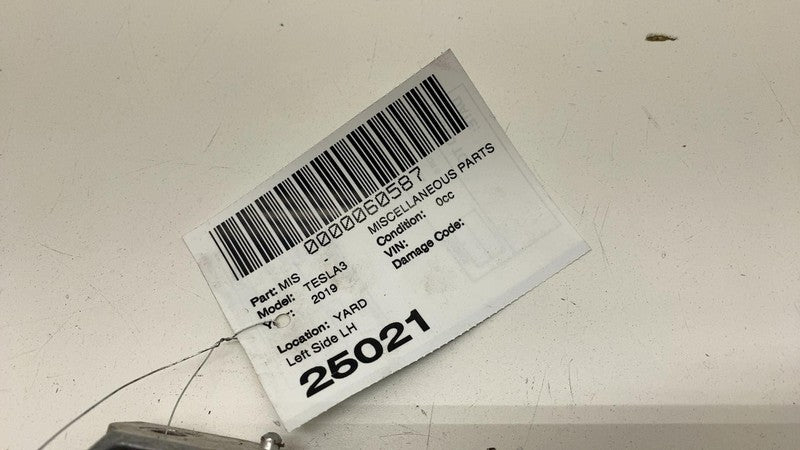 0000060587
Part: MIS - MISCELLANEOUS PARTS
Model: TESLA3 Condition: 0cc
2019 VIN:
Damage Code:
Location: YARD
Left Side LH
25021